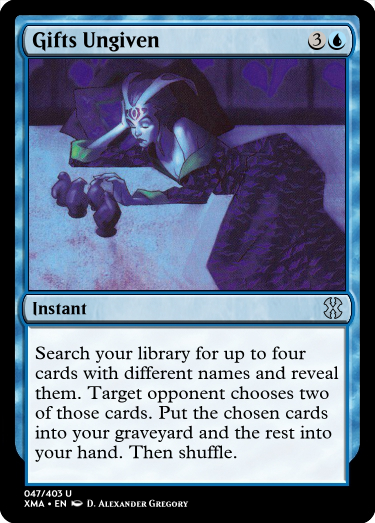 Gifts Ungiven 3
Instant
Search your library for up to four
cards with different names and reveal
them. Target opponent chooses two
of those cards. Put the chosen cards
into your graveyard and the rest into
your hand. Then shuffle.
047/403 U
XMA • EN D. Alexander Gregory